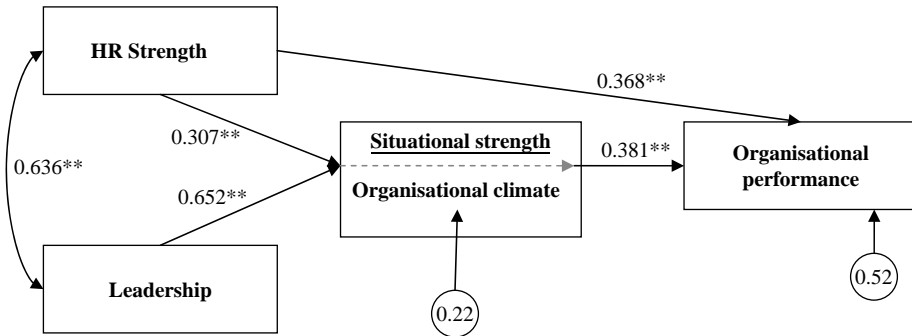 HR Strength
0.368**
0.307**
Situational strength
0.381**
Organisational
performance
0.636**
Organisational climate
0.652**
Leadership
0.22
0.52